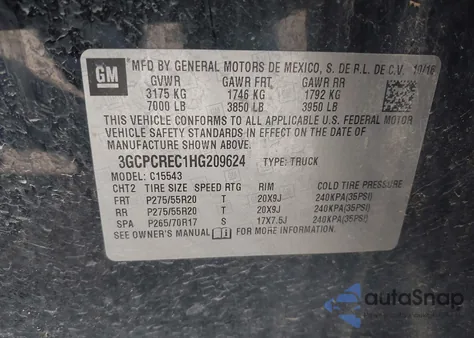 GM
MFD BY GENERAL MOTORS DE MEXICO, S. DE R.L. DE C.V. 10/16
GVWR GAWR FRT GAWR RR
3175 KG 1746 KG 1792 KG
7000 LB 3850 LB 3950 LB
THIS VEHICLE CONFORMS TO ALL APPLICABLE U.S. FEDERAL MOTOR
VEHICLE SAFETY STANDARDS IN EFFECT ON THE DATE OF
MANUFACTURE SHOWN ABOVE.
3GCPCREC1HG209624 TYPE: TRUCK
MODEL: C15543
CHT2 TIRE SIZE SPEED RTG RIM COLD TIRE PRESSURE
FRT P275/55R20 T 20X9J 240KPA(35PSI)
RR P275/55R20 T 20X9J 240KPA(35PSI)
SPA P265/70R17 S 17X7.5J 240KPA(35PSI)
SEE OWNER'S MANUAL FOR MORE INFORMATION.
autoSnap